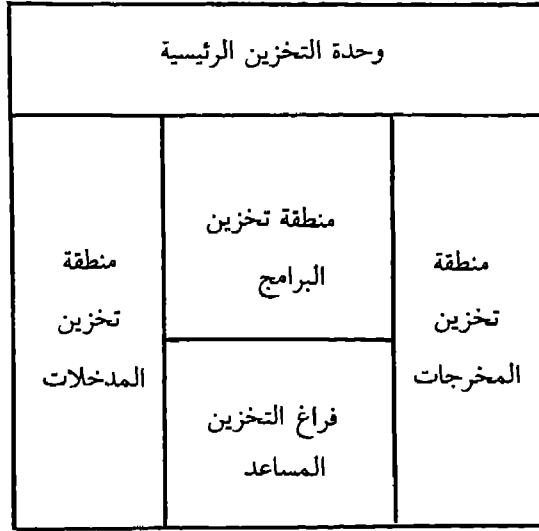 وحدة التخزين الرئيسية
منطقة
تخزين
المخرجات
منطقة تخزين
البرامج
فراغ التخزين
المساعد
منطقة
تخزين
المدخلات